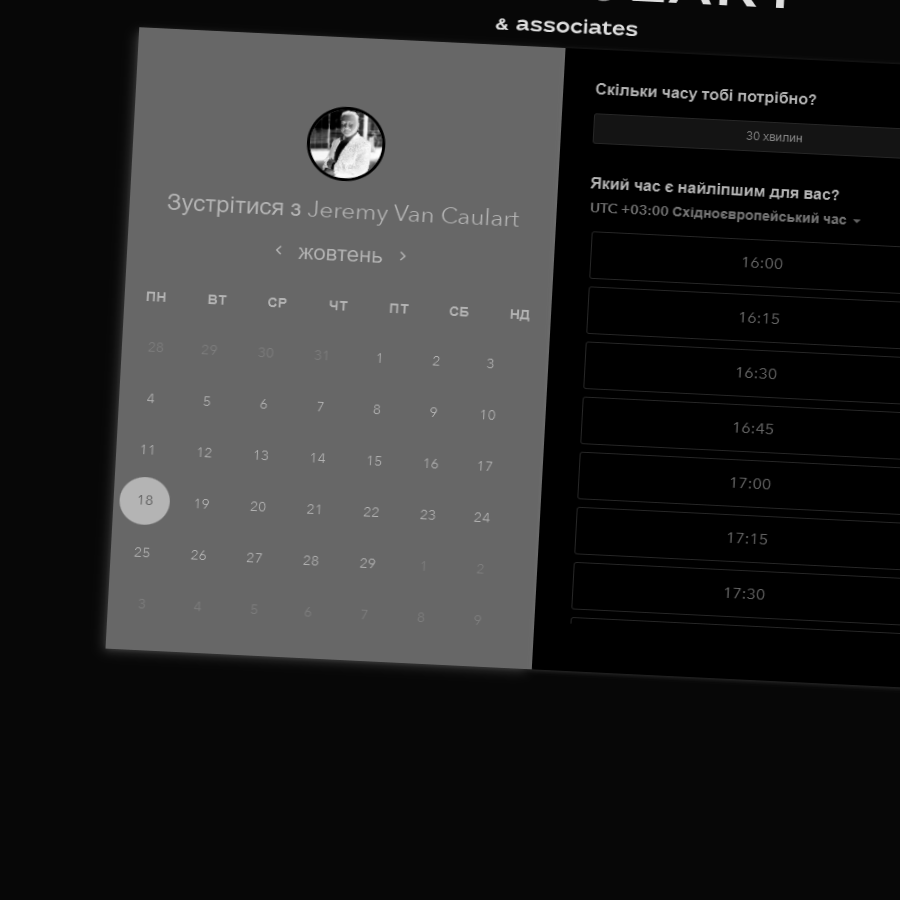 & associates
Зустрітися з Jeremy Van Caulart
жовтень
ПН ВТ СР ЧТ ПТ СБ НД
28 29 30 31 1 2 3
4 5 6 7 8 9 10
11 12 13 14 15 16 17
18 19 20 21 22 23 24
25 26 27 28 29 1 2
3 4 5 6 7 8 9
Скільки часу тобі потрібно?
30 хвилин
Який час є найліпшим для вас?
UTC +03:00 Східноєвропейський час
16:00
16:15
16:30
16:45
17:00
17:15
17:30